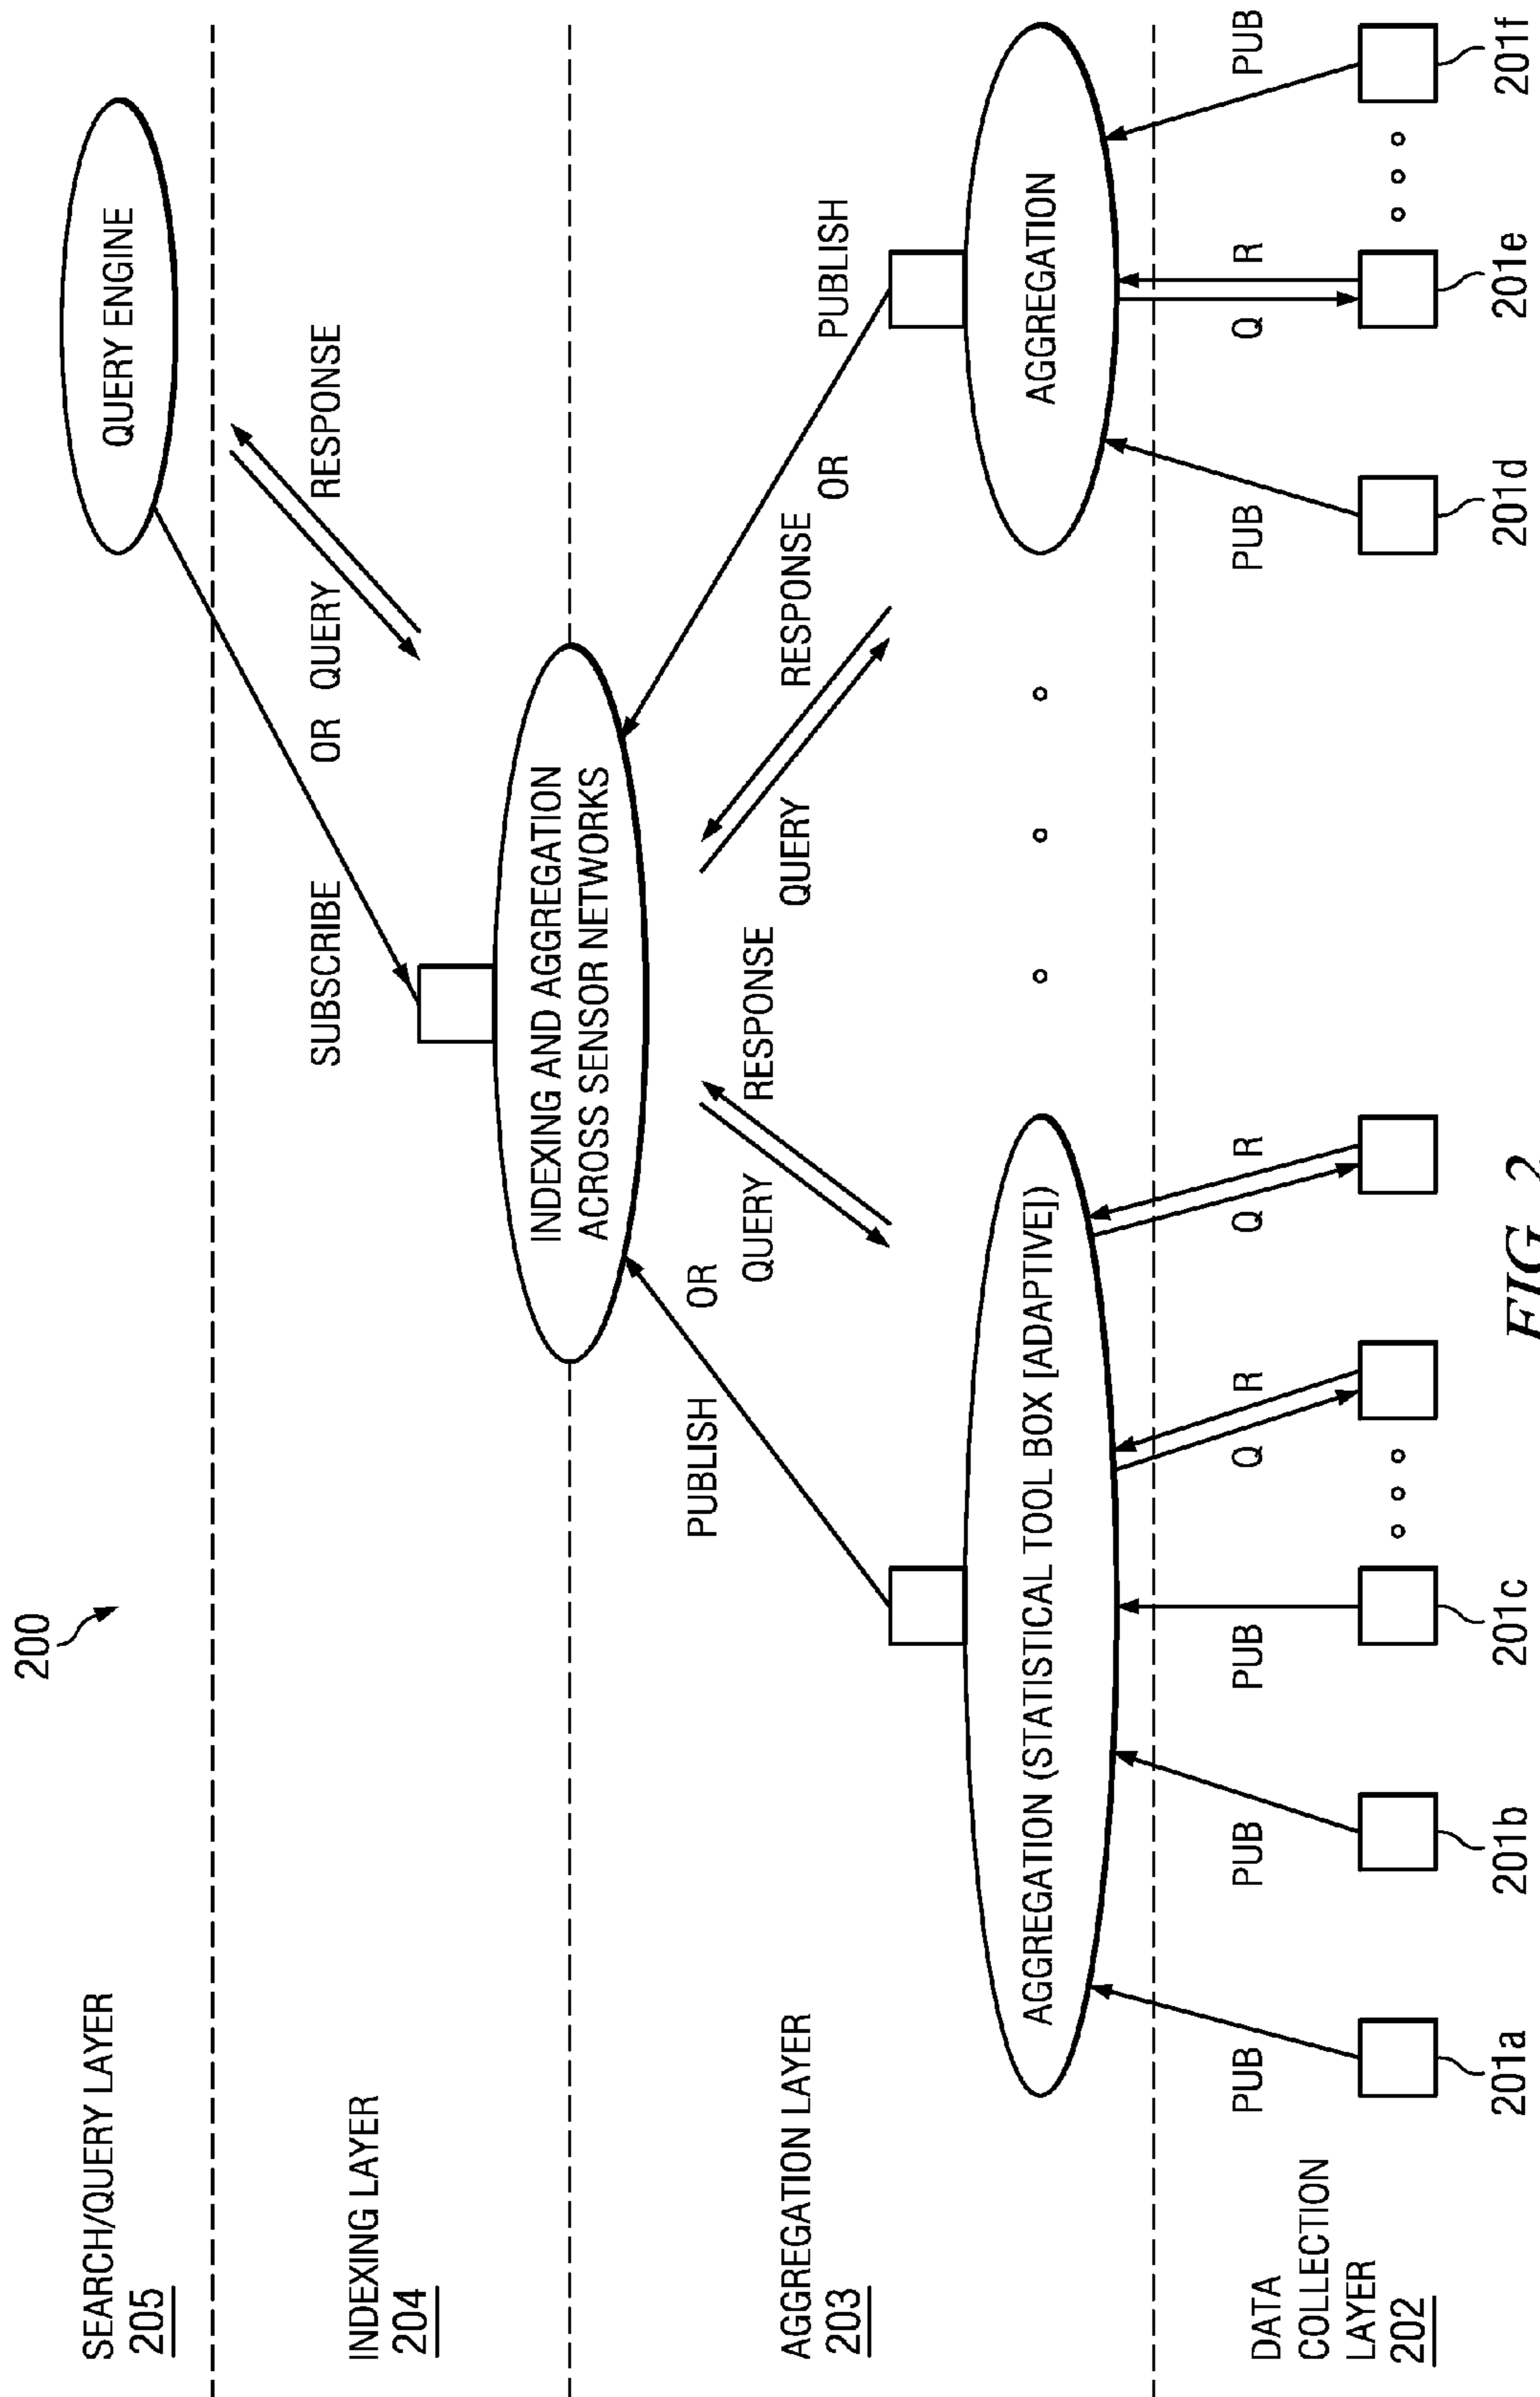 200
SEARCH/QUERY LAYER
205
QUERY ENGINE
INDEXING LAYER
204
SUBSCRIBE
OR
QUERY
RESPONSE
INDEXING AND AGGREGATION
ACROSS SENSOR NETWORKS
AGGREGATION LAYER
203
PUBLISH
OR
QUERY
RESPONSE
QUERY
RESPONSE
OR
PUBLISH
AGGREGATION (STATISTICAL TOOL BOX [ADAPTIVE])
AGGREGATION
DATA
COLLECTION
LAYER
202
PUB
PUB
PUB
Q
R
Q
R
PUB
Q
R
PUB
201a
201b
201c
201d
201e
201f
FIG. 2